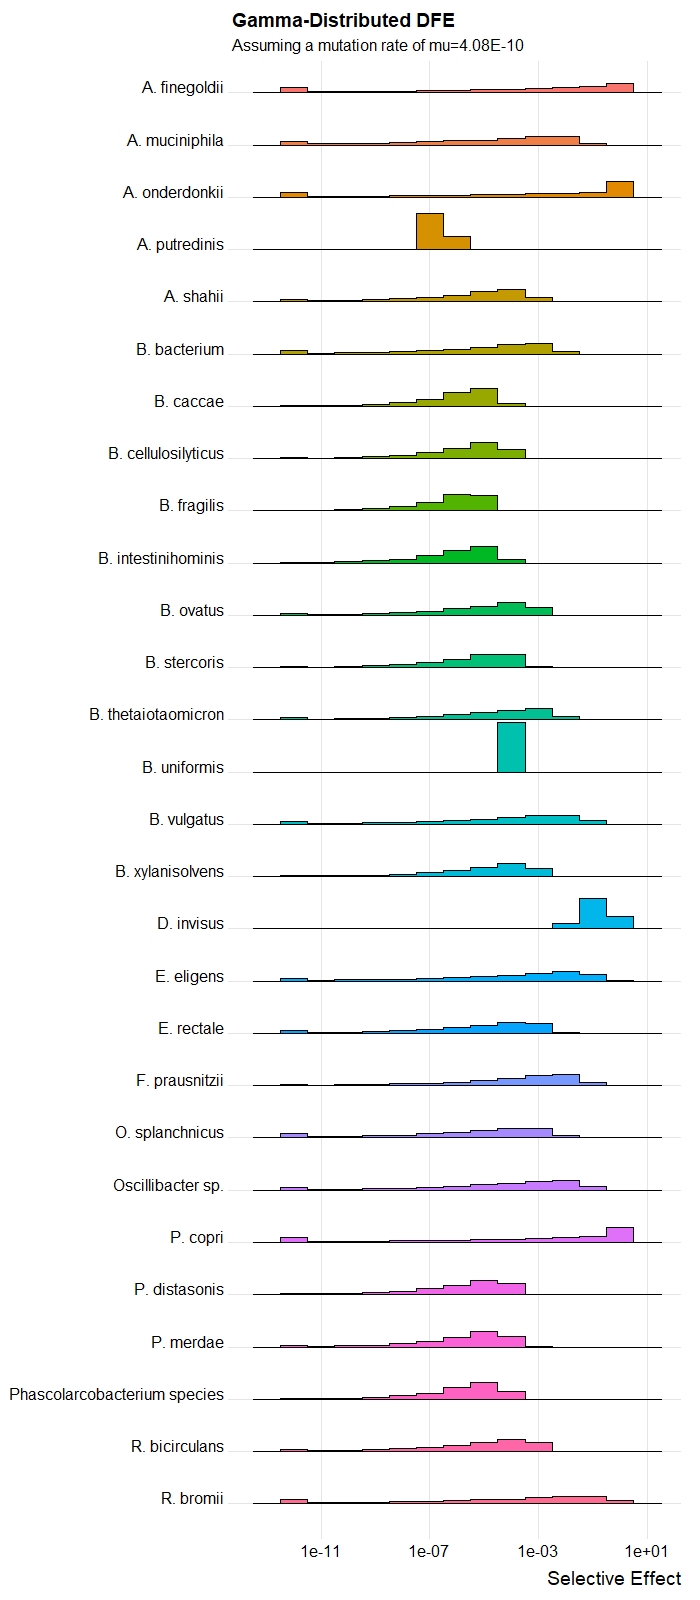 Gamma-Distributed DFE
Assuming a mutation rate of mu=4.08E-10
A. finegoldii
A. muciniphila
A. onderdonkii
A. putredinis
A. shahii
B. bacterium
B. caccae
B. cellulosilyticus
B. fragilis
B. intestinihominis
B. ovatus
B. stercoris
B. thetaiotaomicron
B. uniformis
B. vulgatus
B. xylanisolvens
D. invisus
E. eligens
E. rectale
F. prausnitzii
O. splanchnicus
Oscillibacter sp.
P. copri
P. distasonis
P. merdae
Phascolarcobacterium species
R. bicirculans
R. bromii
1e-11 1e-07 1e-03 1e+01
Selective Effect